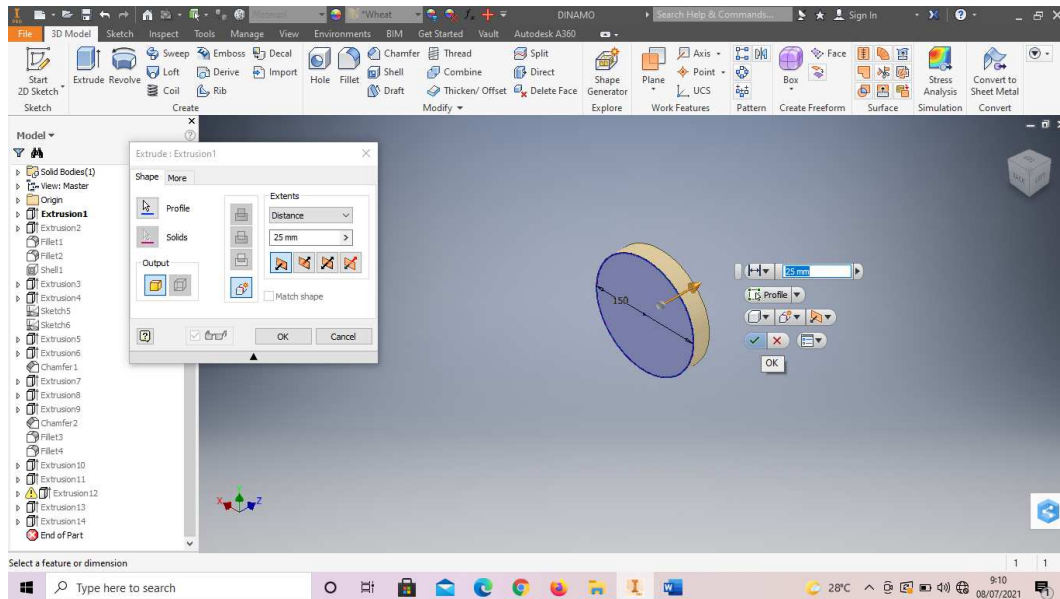 I PRO Material *Wheat fx DINAMO Search Help & Commands... Sign In
File 3D Model Sketch Inspect Tools Manage View Environments BIM Get Started Vault Autodesk A360
Start 2D Sketch
Extrude
Revolve
Sweep
Loft
Coil
Emboss
Derive
Rib
Decal
Import
Hole
Fillet
Chamfer
Shell
Draft
Thread
Combine
Thicken/ Offset
Split
Direct
Delete Face
Shape Generator
Plane
Axis
Point
UCS
Box
Face
Stress Analysis
Convert to Sheet Metal
Sketch Create Modify Explore Work Features Pattern Create Freeform Surface Simulation Convert
Model
Solid Bodies(1)
View: Master
Origin
Extrusion1
Extrusion2
Fillet1
Fillet2
Shell1
Extrusion3
Extrusion4
Sketch5
Sketch6
Extrusion5
Extrusion6
Chamfer1
Extrusion7
Extrusion8
Extrusion9
Chamfer2
Fillet3
Fillet4
Extrusion10
Extrusion11
Extrusion12
Extrusion13
Extrusion14
End of Part
Extrude : Extrusion1
Shape More
Profile
Solids
Output
Extents
Distance
25 mm
Match shape
OK Cancel
150
25 mm
Profile
OK
X Z
Select a feature or dimension 1 1
Type here to search
28°C
9:10
08/07/2021